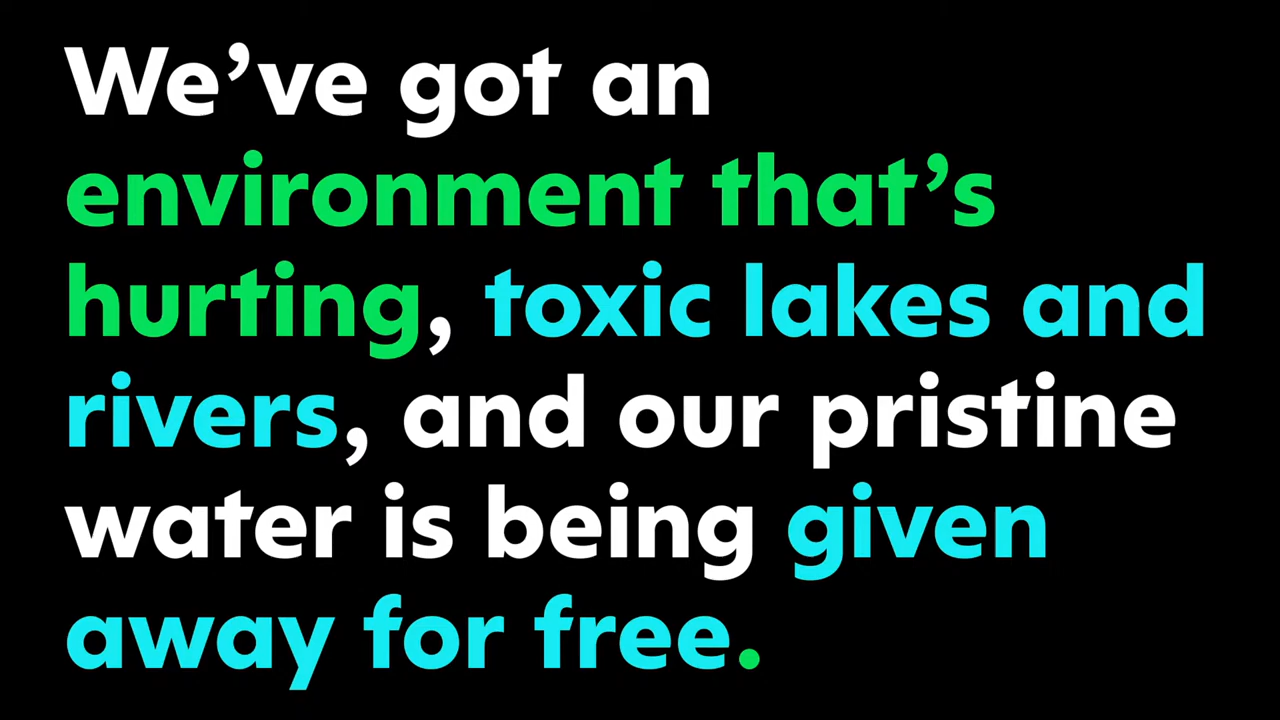 We’ve got an
environment that’s
hurting, toxic lakes and
rivers, and our pristine
water is being given
away for free.